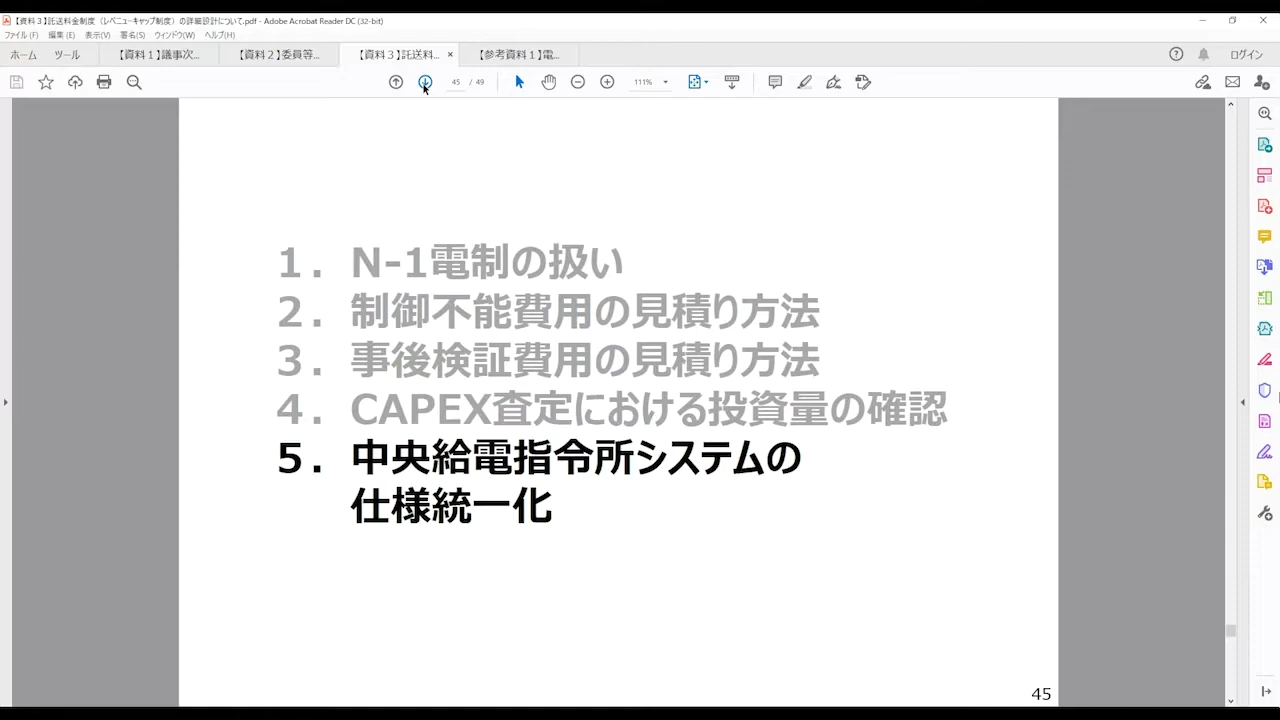 【資料３】託送料金制度（レベニューキャップ制度）の詳細設計について.pdf - Adobe Acrobat Reader DC (32-bit)
ファイル(F) 編集(E) 表示(V) 署名(S) ウィンドウ(W) ヘルプ(H)
ホーム ツール 【資料１】議事次... 【資料２】委員等... 【資料３】託送料... × 【参考資料１】電... ログイン
45 / 49 111%
１．N-1電制の扱い
２．制御不能費用の見積り方法
３．事後検証費用の見積り方法
４．CAPEX査定における投資量の確認
５．中央給電指令所システムの
仕様統一化
45